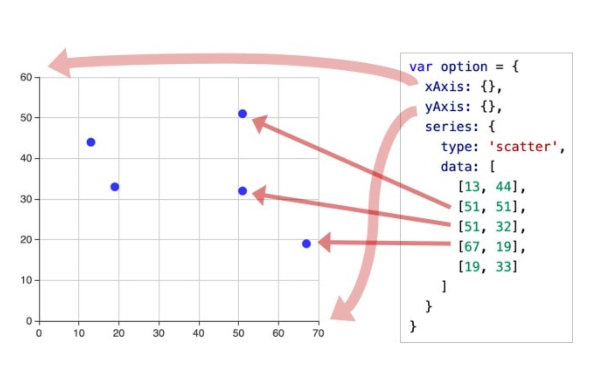 60
50
40
30
20
10
0
0 10 20 30 40 50 60 70
var option = {
xAxis: {},
yAxis: {},
series: {
type: 'scatter',
data: [
[13, 44],
[51, 51],
[51, 32],
[67, 19],
[19, 33]
]
}
}